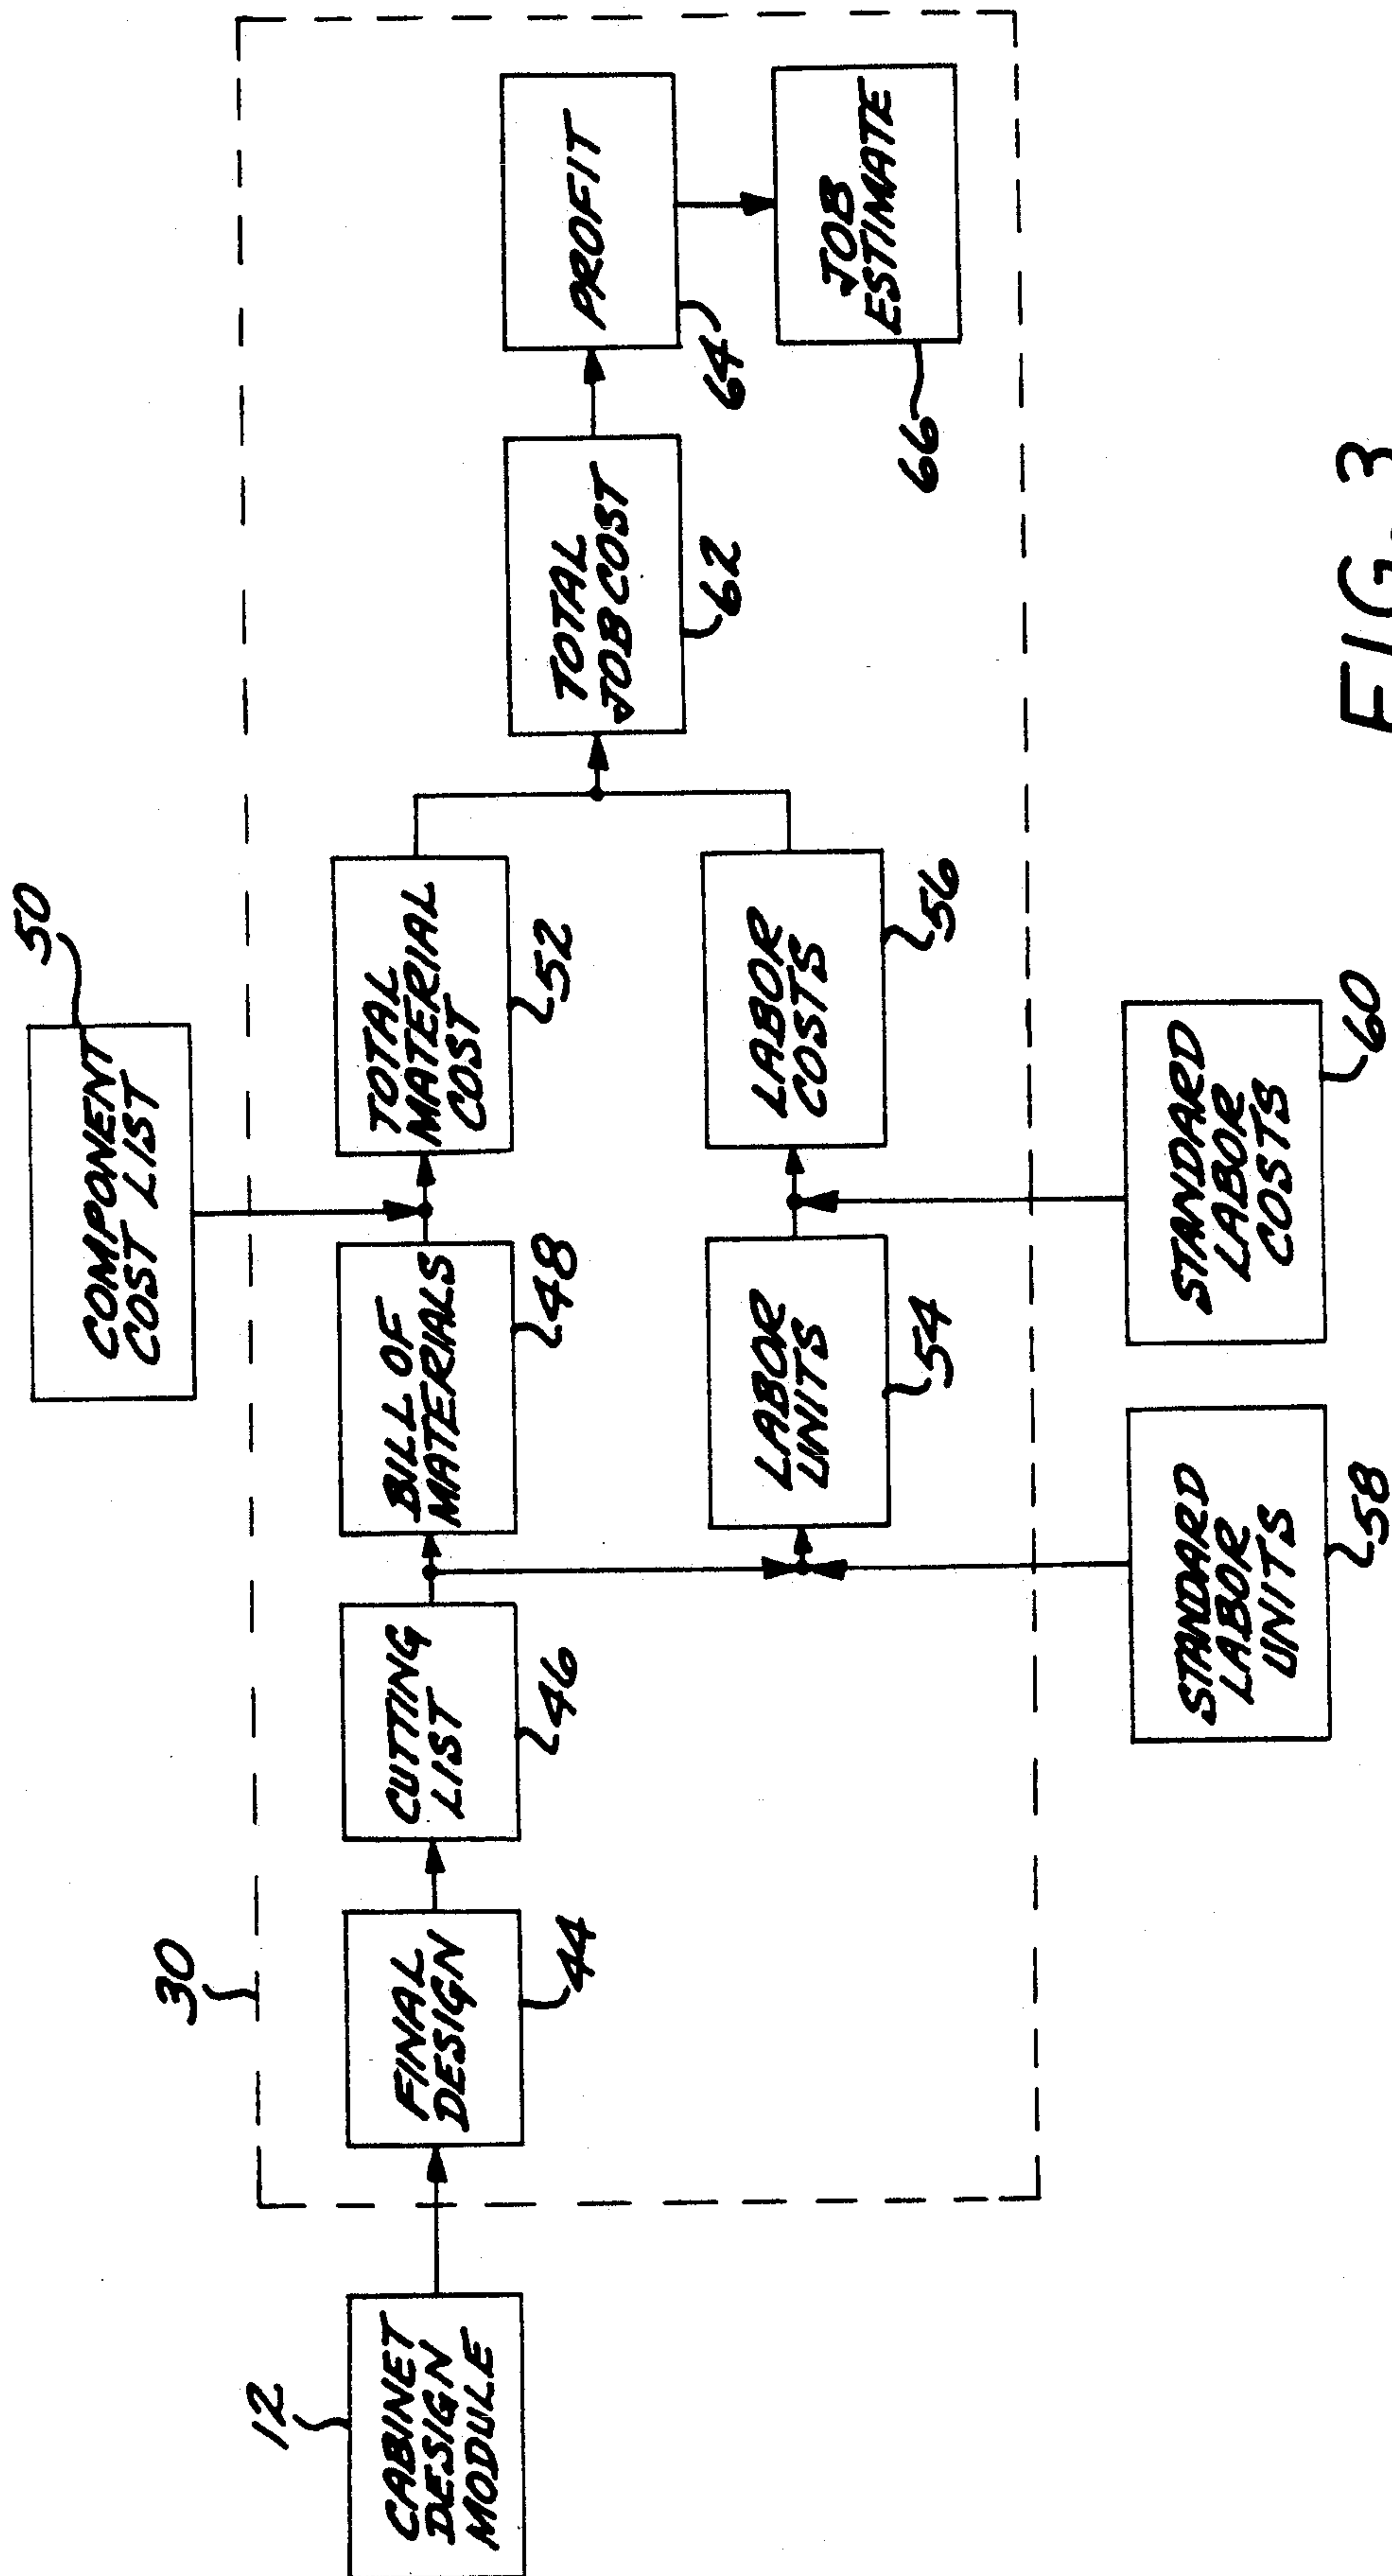 50
COMPONENT
COST LIST
30
12
CABINET
DESIGN
MODULE
FINAL
DESIGN
44
CUTTING
LIST
46
BILL OF
MATERIALS
48
TOTAL
MATERIAL
COST
52
LABOR
UNITS
54
LABOR
COSTS
56
STANDARD
LABOR
UNITS
58
STANDARD
LABOR
COSTS
60
TOTAL
JOB COST
62
PROFIT
64
JOB
ESTIMATE
66
FIG. 3